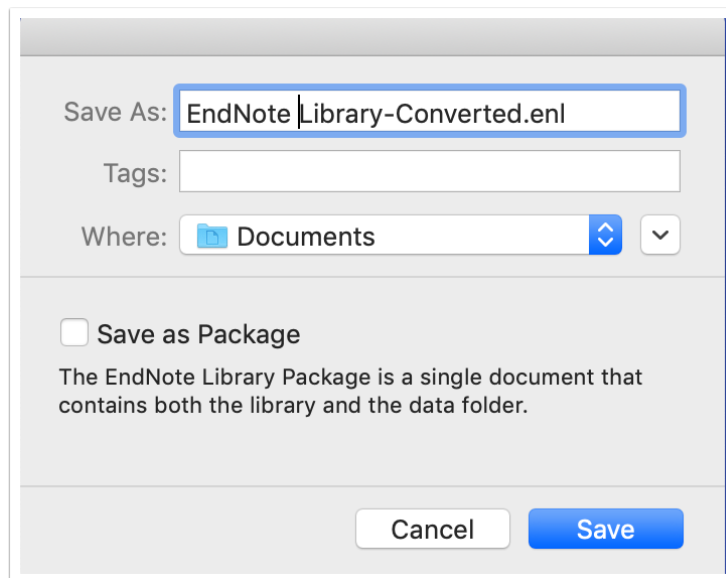 Save As: EndNote Library-Converted.enl
Tags:
Where: Documents
Save as Package
The EndNote Library Package is a single document that
contains both the library and the data folder.
Cancel Save